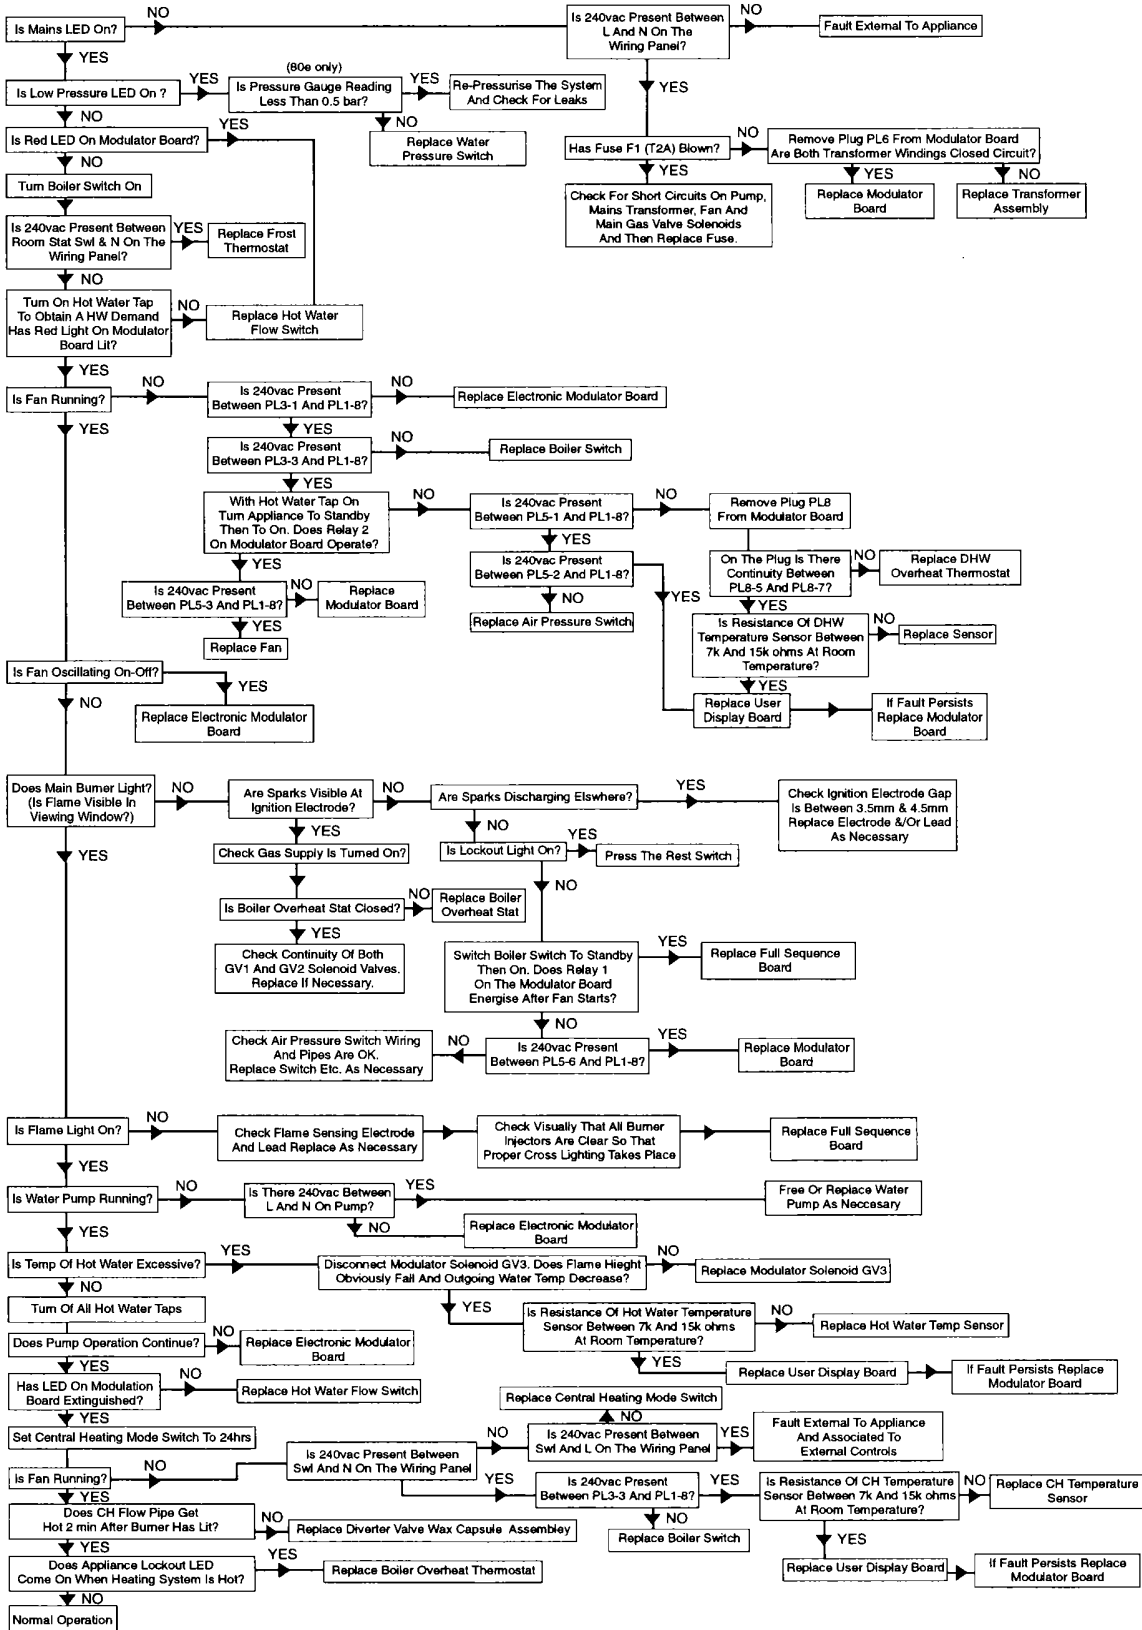 Is Mains LED On?
NO
Is 240vac Present Between
L And N On The
Wiring Panel?
NO
Fault External To Appliance
YES
YES
(80e only)
Is Low Pressure LED On ?
YES
Is Pressure Gauge Reading
Less Than 0.5 bar?
YES
Re-Pressurise The System
And Check For Leaks
NO
NO
Replace Water
Pressure Switch
Is Red LED On Modulator Board?
YES
Has Fuse F1 (T2A) Blown?
NO
Remove Plug PL6 From Modulator Board
Are Both Transformer Windings Closed Circuit?
NO
YES
YES
NO
Turn Boiler Switch On
Check For Short Circuits On Pump,
Mains Transformer, Fan And
Main Gas Valve Solenoids
And Then Replace Fuse.
Replace Modulator
Board
Replace Transformer
Assembly
Is 240vac Present Between
Room Stat Swl & N On The
Wiring Panel?
YES
Replace Frost
Thermostat
NO
Turn On Hot Water Tap
To Obtain A HW Demand
Has Red Light On Modulator
Board Lit?
NO
Replace Hot Water
Flow Switch
YES
Is Fan Running?
NO
Is 240vac Present
Between PL3-1 And PL1-8?
NO
Replace Electronic Modulator Board
YES
YES
Is 240vac Present
Between PL3-3 And PL1-8?
NO
Replace Boiler Switch
YES
With Hot Water Tap On
Turn Appliance To Standby
Then To On. Does Relay 2
On Modulator Board Operate?
NO
Is 240vac Present
Between PL5-1 And PL1-8?
NO
Remove Plug PL8
From Modulator Board
YES
YES
Is 240vac Present
Between PL5-3 And PL1-8?
NO
Replace
Modulator Board
Is 240vac Present
Between PL5-2 And PL1-8?
YES
On The Plug Is There
Continuity Between
PL8-5 And PL8-7?
NO
Replace DHW
Overheat Thermostat
YES
NO
YES
Replace Fan
Replace Air Pressure Switch
Is Resistance Of DHW
Temperature Sensor Between
7k And 15k ohms At Room
Temperature?
NO
Replace Sensor
Is Fan Oscillating On-Off?
YES
YES
NO
Replace Electronic Modulator
Board
Replace User
Display Board
If Fault Persists
Replace Modulator
Board
Does Main Burner Light?
(Is Flame Visible In
Viewing Window?)
NO
Are Sparks Visible At
Ignition Electrode?
NO
Are Sparks Discharging Elswhere?
YES
Check Ignition Electrode Gap
Is Between 3.5mm & 4.5mm
Replace Electrode &/Or Lead
As Necessary
YES
YES
NO
Check Gas Supply Is Turned On?
Is Lockout Light On?
YES
Press The Rest Switch
NO
Is Boiler Overheat Stat Closed?
NO
Replace Boiler
Overheat Stat
YES
Check Continuity Of Both
GV1 And GV2 Solenoid Valves.
Replace If Necessary.
Switch Boiler Switch To Standby
Then On. Does Relay 1
On The Modulator Board
Energise After Fan Starts?
YES
Replace Full Sequence
Board
NO
Check Air Pressure Switch Wiring
And Pipes Are OK.
Replace Switch Etc. As Necessary
NO
Is 240vac Present
Between PL5-6 And PL1-8?
YES
Replace Modulator
Board
Is Flame Light On?
NO
Check Flame Sensing Electrode
And Lead Replace As Necessary
Check Visually That All Burner
Injectors Are Clear So That
Proper Cross Lighting Takes Place
Replace Full Sequence
Board
YES
Is Water Pump Running?
NO
Is There 240vac Between
L And N On Pump?
YES
Free Or Replace Water
Pump As Neccesary
YES
NO
Replace Electronic Modulator
Board
Is Temp Of Hot Water Excessive?
YES
Disconnect Modulator Solenoid GV3. Does Flame Hieght
Obviously Fall And Outgoing Water Temp Decrease?
NO
Replace Modulator Solenoid GV3
NO
YES
Turn Of All Hot Water Taps
Is Resistance Of Hot Water Temperature
Sensor Between 7k And 15k ohms
At Room Temperature?
NO
Replace Hot Water Temp Sensor
Does Pump Operation Continue?
NO
Replace Electronic Modulator
Board
YES
YES
Replace User Display Board
If Fault Persists Replace
Modulator Board
Has LED On Modulation
Board Extinguished?
NO
Replace Hot Water Flow Switch
Replace Central Heating Mode Switch
YES
NO
Set Central Heating Mode Switch To 24hrs
Is 240vac Present Between
Swl And N On The Wiring Panel
NO
Is 240vac Present Between
Swl And L On The Wiring Panel
YES
Fault External To Appliance
And Associated To
External Controls
Is Fan Running?
NO
YES
YES
Is 240vac Present
Between PL3-3 And PL1-8?
YES
Is Resistance Of CH Temperature
Sensor Between 7k And 15k ohms
At Room Temperature?
NO
Replace CH Temperature
Sensor
Does CH Flow Pipe Get
Hot 2 min After Burner Has Lit?
NO
Replace Diverter Valve Wax Capsule Assembley
NO
Replace Boiler Switch
YES
YES
Does Appliance Lockout LED
Come On When Heating System Is Hot?
YES
Replace Boiler Overheat Thermostat
Replace User Display Board
If Fault Persists Replace
Modulator Board
NO
Normal Operation